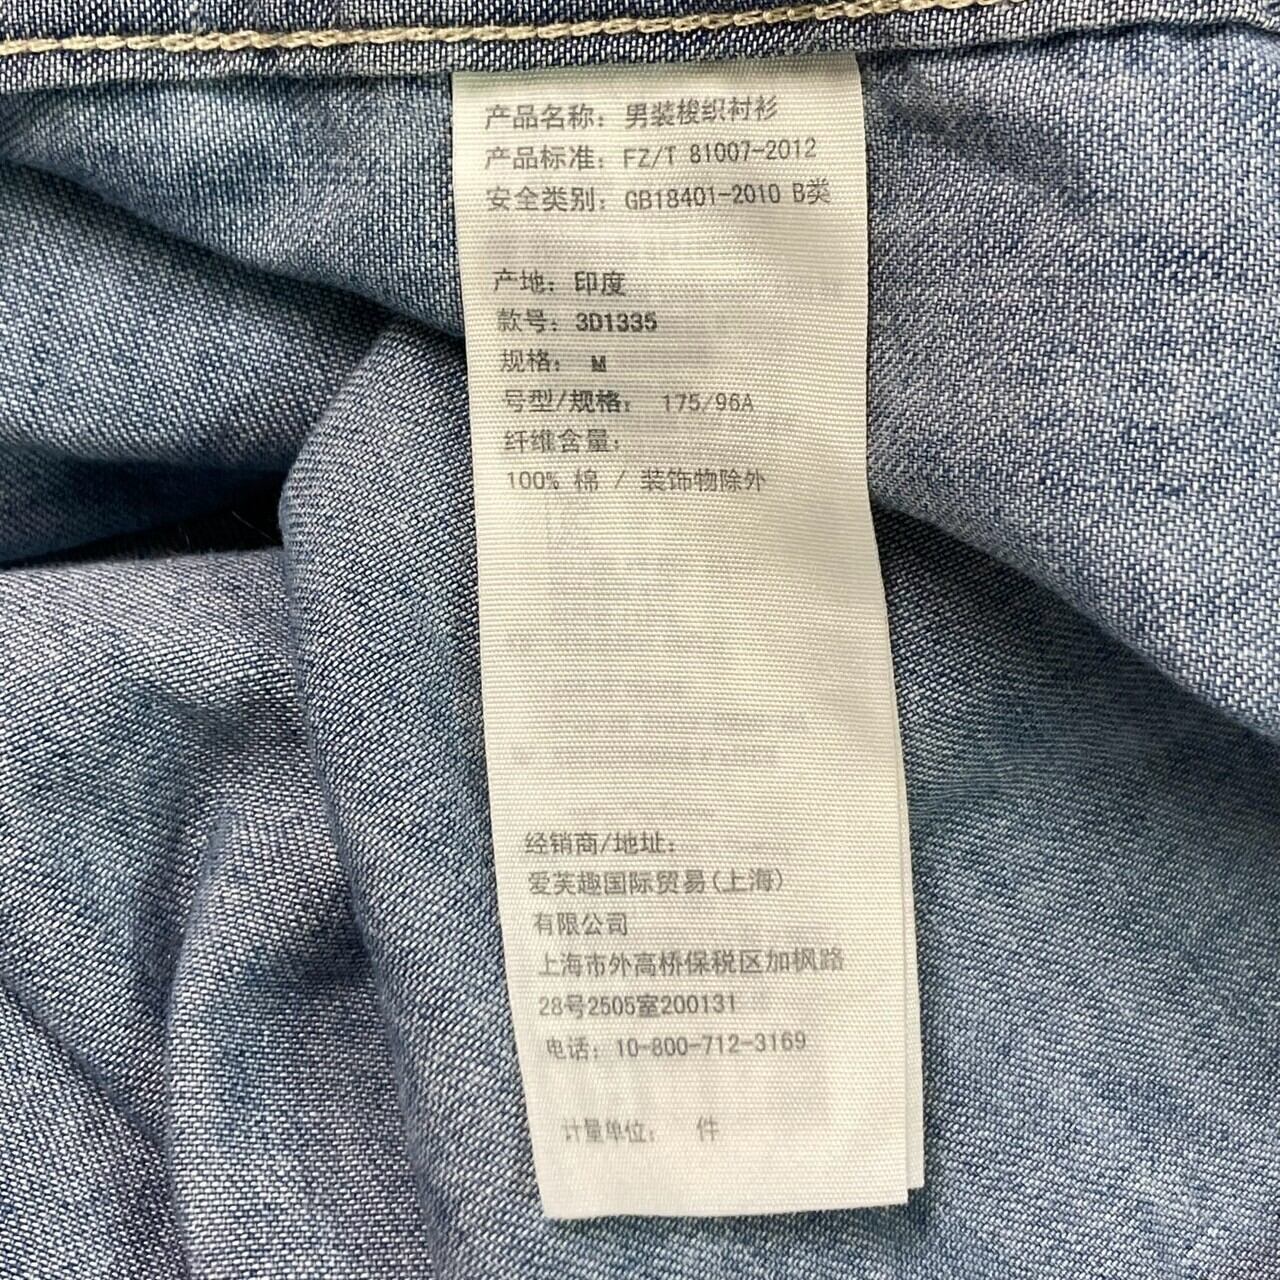 产品名称：男装梭织衬衫
产品标准：FZ/T 81007-2012
安全类别：GB18401-2010 B类
产地：印度
款号：3D1335
规格： M
号型/规格： 175/96A
纤维含量：
100% 棉 / 装饰物除外
经销商/地址：
爱芙趣国际贸易(上海)
有限公司
上海市外高桥保税区加枫路
28号2505室200131
电话：10-800-712-3169
计量单位： 件